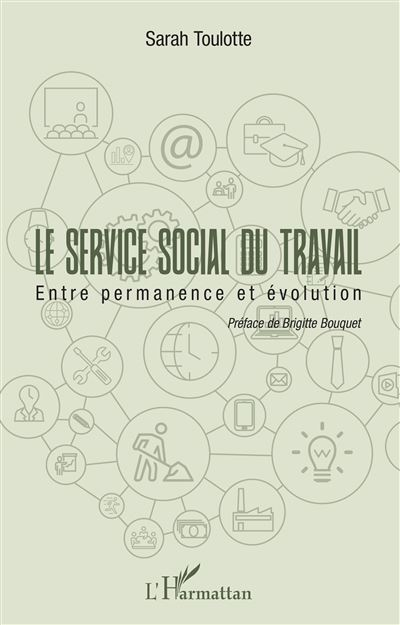 Sarah Toulotte
@
LE SERVICE SOCIAL DU TRAVAIL
Entre permanence et évolution
Préface de Brigitte Bouquet
L'Harmattan